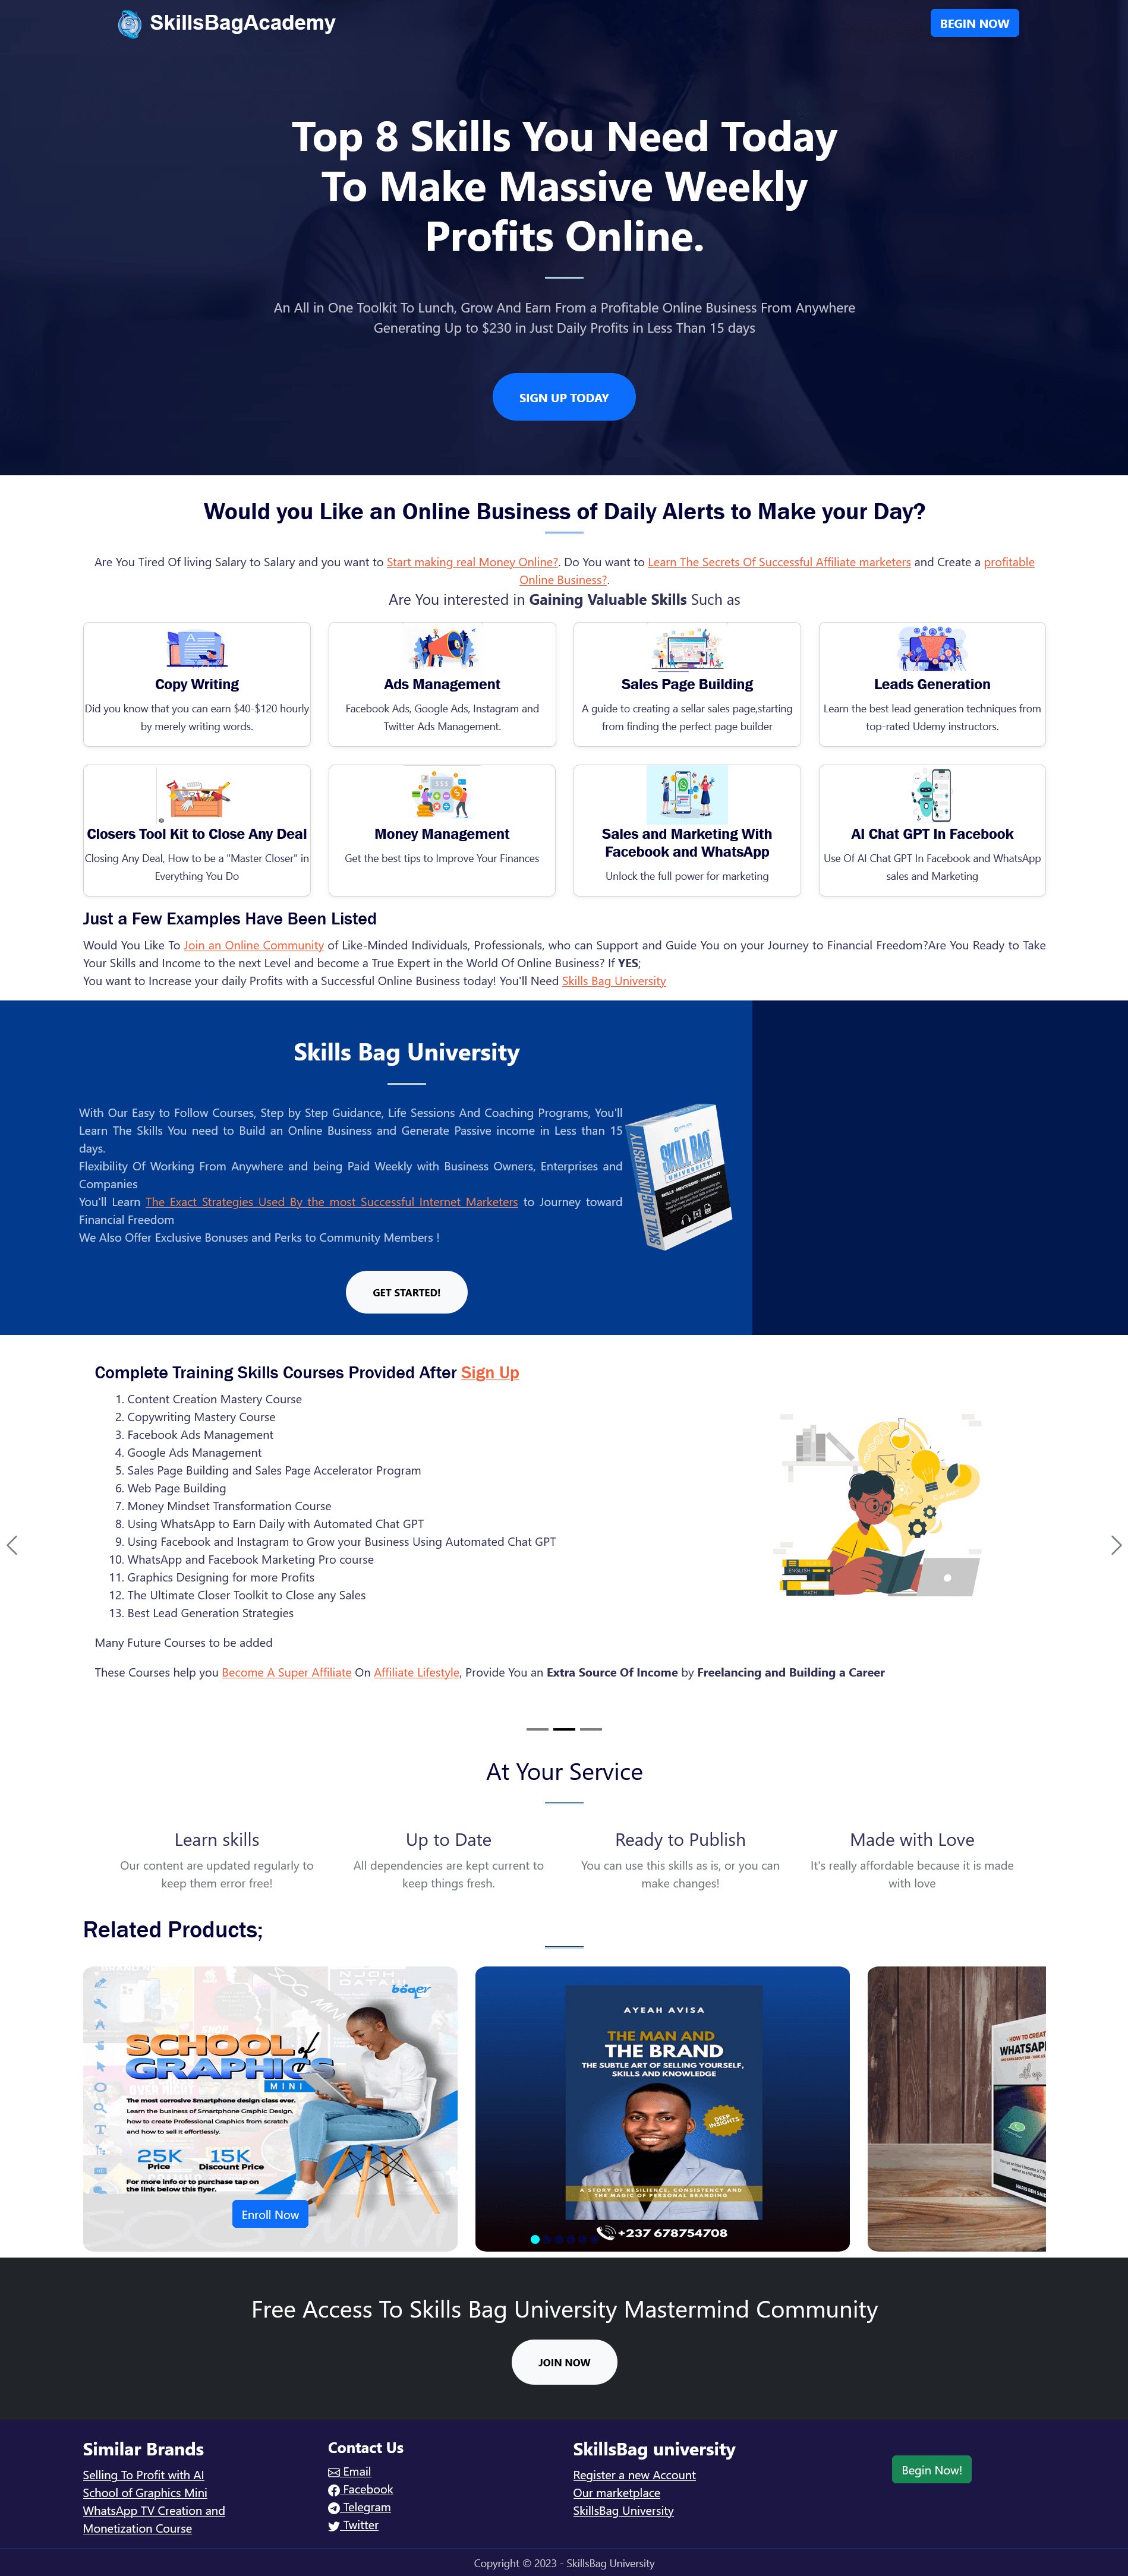 SkillsBagAcademy
BEGIN NOW
Top 8 Skills You Need Today
To Make Massive Weekly
Profits Online.
An All in One Toolkit To Lunch, Grow And Earn From a Profitable Online Business From Anywhere
Generating Up to $230 in Just Daily Profits in Less Than 15 days
SIGN UP TODAY
Would you Like an Online Business of Daily Alerts to Make your Day?
Are You Tired Of living Salary to Salary and you want to Start making real Money Online?. Do You want to Learn The Secrets Of Successful Affiliate marketers and Create a profitable
Online Business?.
Are You interested in Gaining Valuable Skills Such as
Copy Writing
Did you know that you can earn $40-$120 hourly
by merely writing words.
Ads Management
Facebook Ads, Google Ads, Instagram and
Twitter Ads Management.
Sales Page Building
A guide to creating a sellar sales page,starting
from finding the perfect page builder
Leads Generation
Learn the best lead generation techniques from
top-rated Udemy instructors.
Closers Tool Kit to Close Any Deal
Closing Any Deal, How to be a "Master Closer" in
Everything You Do
Money Management
Get the best tips to Improve Your Finances
Sales and Marketing With
Facebook and WhatsApp
Unlock the full power for marketing
AI Chat GPT In Facebook
Use Of AI Chat GPT In Facebook and WhatsApp
sales and Marketing
Just a Few Examples Have Been Listed
Would You Like To Join an Online Community of Like-Minded Individuals, Professionals, who can Support and Guide You on your Journey to Financial Freedom?Are You Ready to Take
Your Skills and Income to the next Level and become a True Expert in the World Of Online Business? If YES;
You want to Increase your daily Profits with a Successful Online Business today! You'll Need Skills Bag University
Skills Bag University
With Our Easy to Follow Courses, Step by Step Guidance, Life Sessions And Coaching Programs, You'll
Learn The Skills You need to Build an Online Business and Generate Passive income in Less than 15
days.
Flexibility Of Working From Anywhere and being Paid Weekly with Business Owners, Enterprises and
Companies
You'll Learn The Exact Strategies Used By the most Successful Internet Marketers to Journey toward
Financial Freedom
We Also Offer Exclusive Bonuses and Perks to Community Members !
SKILL BAG UNIVERSITY
SKILL BAG
UNIVERSITY
SKILLS · MENTORSHIP · COMMUNITY
GET STARTED!
Complete Training Skills Courses Provided After Sign Up
1. Content Creation Mastery Course
2. Copywriting Mastery Course
3. Facebook Ads Management
4. Google Ads Management
5. Sales Page Building and Sales Page Accelerator Program
6. Web Page Building
7. Money Mindset Transformation Course
8. Using WhatsApp to Earn Daily with Automated Chat GPT
9. Using Facebook and Instagram to Grow your Business Using Automated Chat GPT
10. WhatsApp and Facebook Marketing Pro course
11. Graphics Designing for more Profits
12. The Ultimate Closer Toolkit to Close any Sales
13. Best Lead Generation Strategies
ENGLISH
MATH
Many Future Courses to be added
These Courses help you Become A Super Affiliate On Affiliate Lifestyle, Provide You an Extra Source Of Income by Freelancing and Building a Career
At Your Service
Learn skills
Our content are updated regularly to
keep them error free!
Up to Date
All dependencies are kept current to
keep things fresh.
Ready to Publish
You can use this skills as is, or you can
make changes!
Made with Love
It's really affordable because it is made
with love
Related Products;
SCHOOL of
GRAPHICS
MINI
The most corrosive Smartphone design class ever.
Learn the business of Smartphone Graphic Design,
how to create Professional Graphics from scratch
and how to sell it effortlessly.
25K
Price
15K
Discount Price
For more info or to purchase tap on
the link below this flyer.
Enroll Now
AYEAH AVISA
THE MAN AND
THE BRAND
THE SUBTLE ART OF SELLING YOURSELF,
SKILLS AND KNOWLEDGE
DEEP
INSIGHTS
A STORY OF RESILIENCE, CONSISTENCY AND
THE MAGIC OF PERSONAL BRANDING
+237 678754708
Free Access To Skills Bag University Mastermind Community
JOIN NOW
Similar Brands
Selling To Profit with AI
School of Graphics Mini
WhatsApp TV Creation and
Monetization Course
Contact Us
Email
Facebook
Telegram
Twitter
SkillsBag university
Register a new Account
Our marketplace
SkillsBag University
Begin Now!
Copyright © 2023 - SkillsBag University